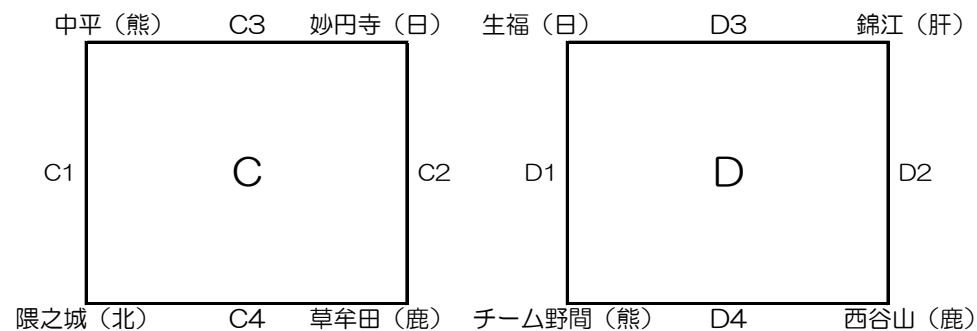 中平（熊） C3 妙円寺（日） 生福（日） D3 錦江（肝）
C1 C C2 D1 D D2
隈之城（北） C4 草牟田（鹿） チーム野間（熊） D4 西谷山（鹿）